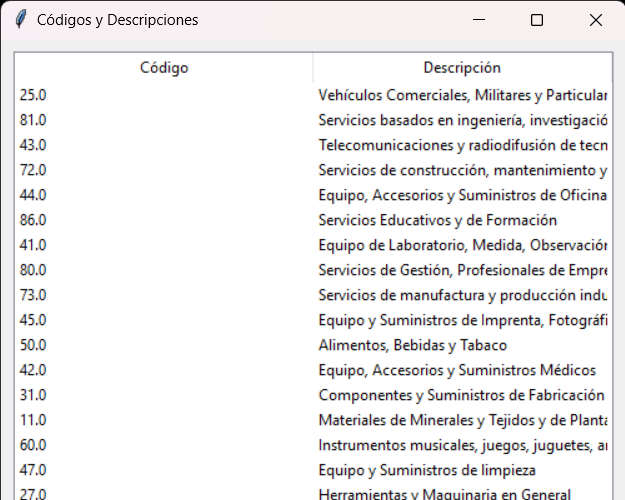 Códigos y Descripciones
Código Descripción
25.0 Vehículos Comerciales, Militares y Particular
81.0 Servicios basados en ingeniería, investigació
43.0 Telecomunicaciones y radiodifusión de tecn
72.0 Servicios de construcción, mantenimiento y
44.0 Equipo, Accesorios y Suministros de Oficina
86.0 Servicios Educativos y de Formación
41.0 Equipo de Laboratorio, Medida, Observación
80.0 Servicios de Gestión, Profesionales de Empre
73.0 Servicios de manufactura y producción indu
45.0 Equipo y Suministros de Imprenta, Fotográfi
50.0 Alimentos, Bebidas y Tabaco
42.0 Equipo, Accesorios y Suministros Médicos
31.0 Componentes y Suministros de Fabricación
11.0 Materiales de Minerales y Tejidos y de Planta
60.0 Instrumentos musicales, juegos, juguetes, a
47.0 Equipo y Suministros de limpieza
27.0 Herramientas y Maquinaria en General